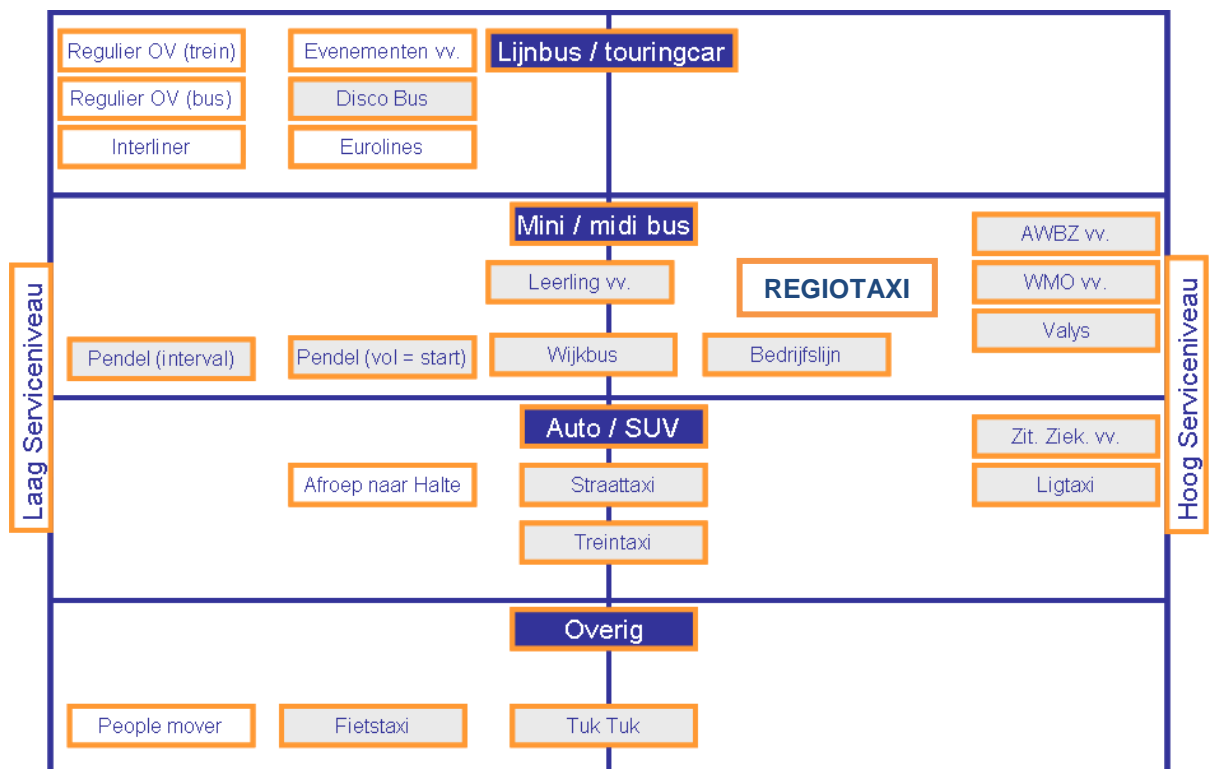 Regulier OV (trein)
Evenementen vv.
Lijnbus / touringcar
Regulier OV (bus)
Disco Bus
Interliner
Eurolines
Mini / midi bus
AWBZ vv.
Leerling vv.
REGIOTAXI
WMO vv.
Valys
Pendel (interval)
Pendel (vol = start)
Wijkbus
Bedrijfslijn
Laag Serviceniveau
Hoog Serviceniveau
Auto / SUV
Zit. Ziek. vv.
Afroep naar Halte
Straattaxi
Ligtaxi
Treintaxi
Overig
People mover
Fietstaxi
Tuk Tuk